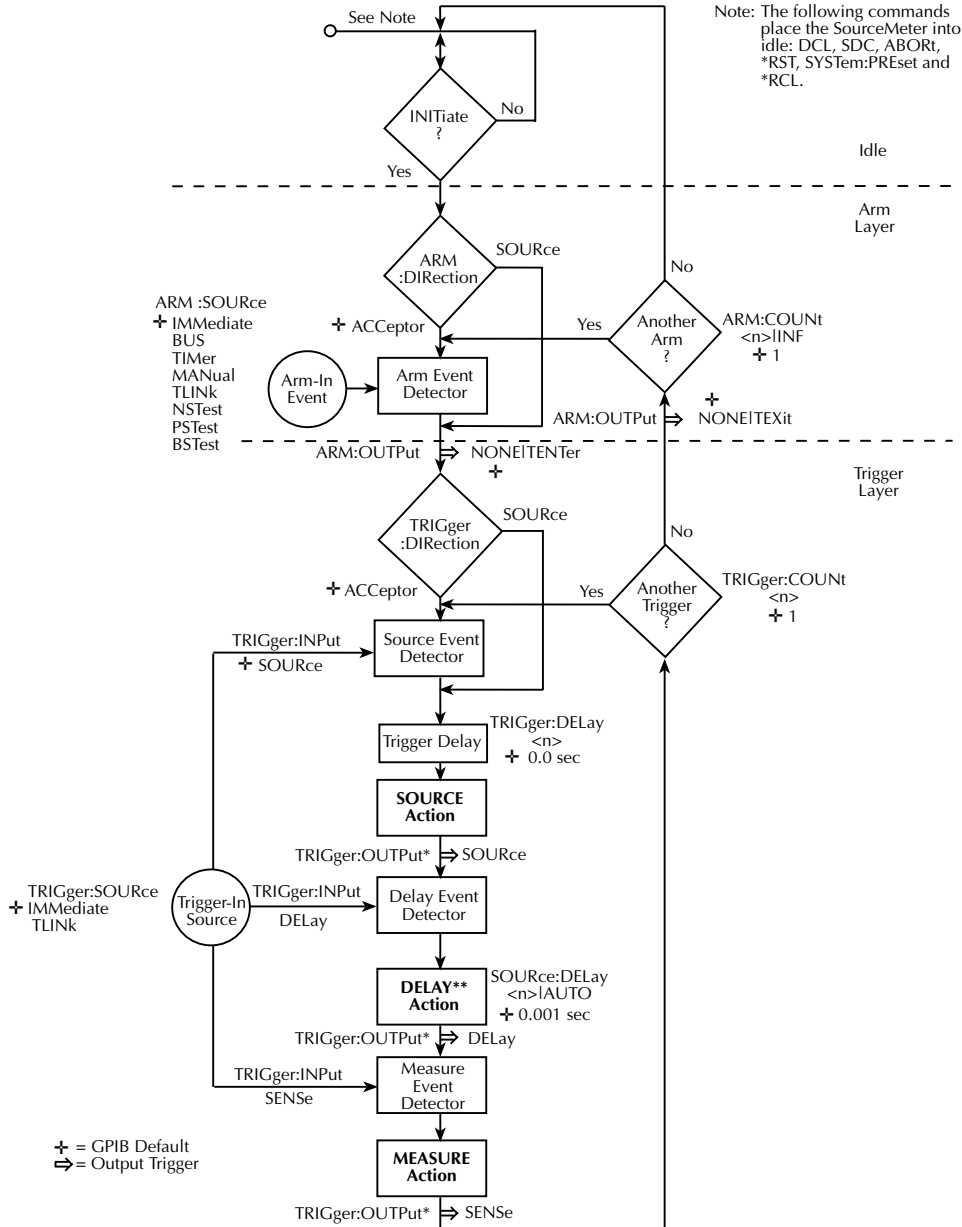 See Note
Note: The following commands
place the SourceMeter into
idle: DCL, SDC, ABORt,
*RST, SYSTem:PREset and
*RCL.
INITiate
?
No
Yes
Idle
Arm
Layer
ARM
:DIRection
SOURce
No
ARM :SOURce
✛ IMMediate
BUS
TIMer
MANual
TLINk
NSTest
PSTest
BSTest
✛ ACCeptor
Yes
Another
Arm
?
ARM:COUNt
<n>|INF
✛ 1
Arm-In
Event
Arm Event
Detector
ARM:OUTPut
✛
NONE|TEXit
ARM:OUTPut
NONE|TENTer
✛
Trigger
Layer
TRIGger
:DIRection
SOURce
No
✛ ACCeptor
Yes
Another
Trigger
?
TRIGger:COUNt
<n>
✛ 1
TRIGger:INPut
✛ SOURce
Source Event
Detector
Trigger Delay
TRIGger:DELay
<n>
✛ 0.0 sec
SOURCE
Action
TRIGger:OUTPut*
⇨ SOURce
TRIGger:SOURce
✛ IMMediate
TLINk
Trigger-In
Source
TRIGger:INPut
DELay
Delay Event
Detector
DELAY**
Action
SOURce:DELay
<n>|AUTO
✛ 0.001 sec
TRIGger:OUTPut*
⇨ DELay
TRIGger:INPut
SENSe
Measure
Event
Detector
✛ = GPIB Default
⇨ = Output Trigger
MEASURE
Action
TRIGger:OUTPut*
⇨ SENSe